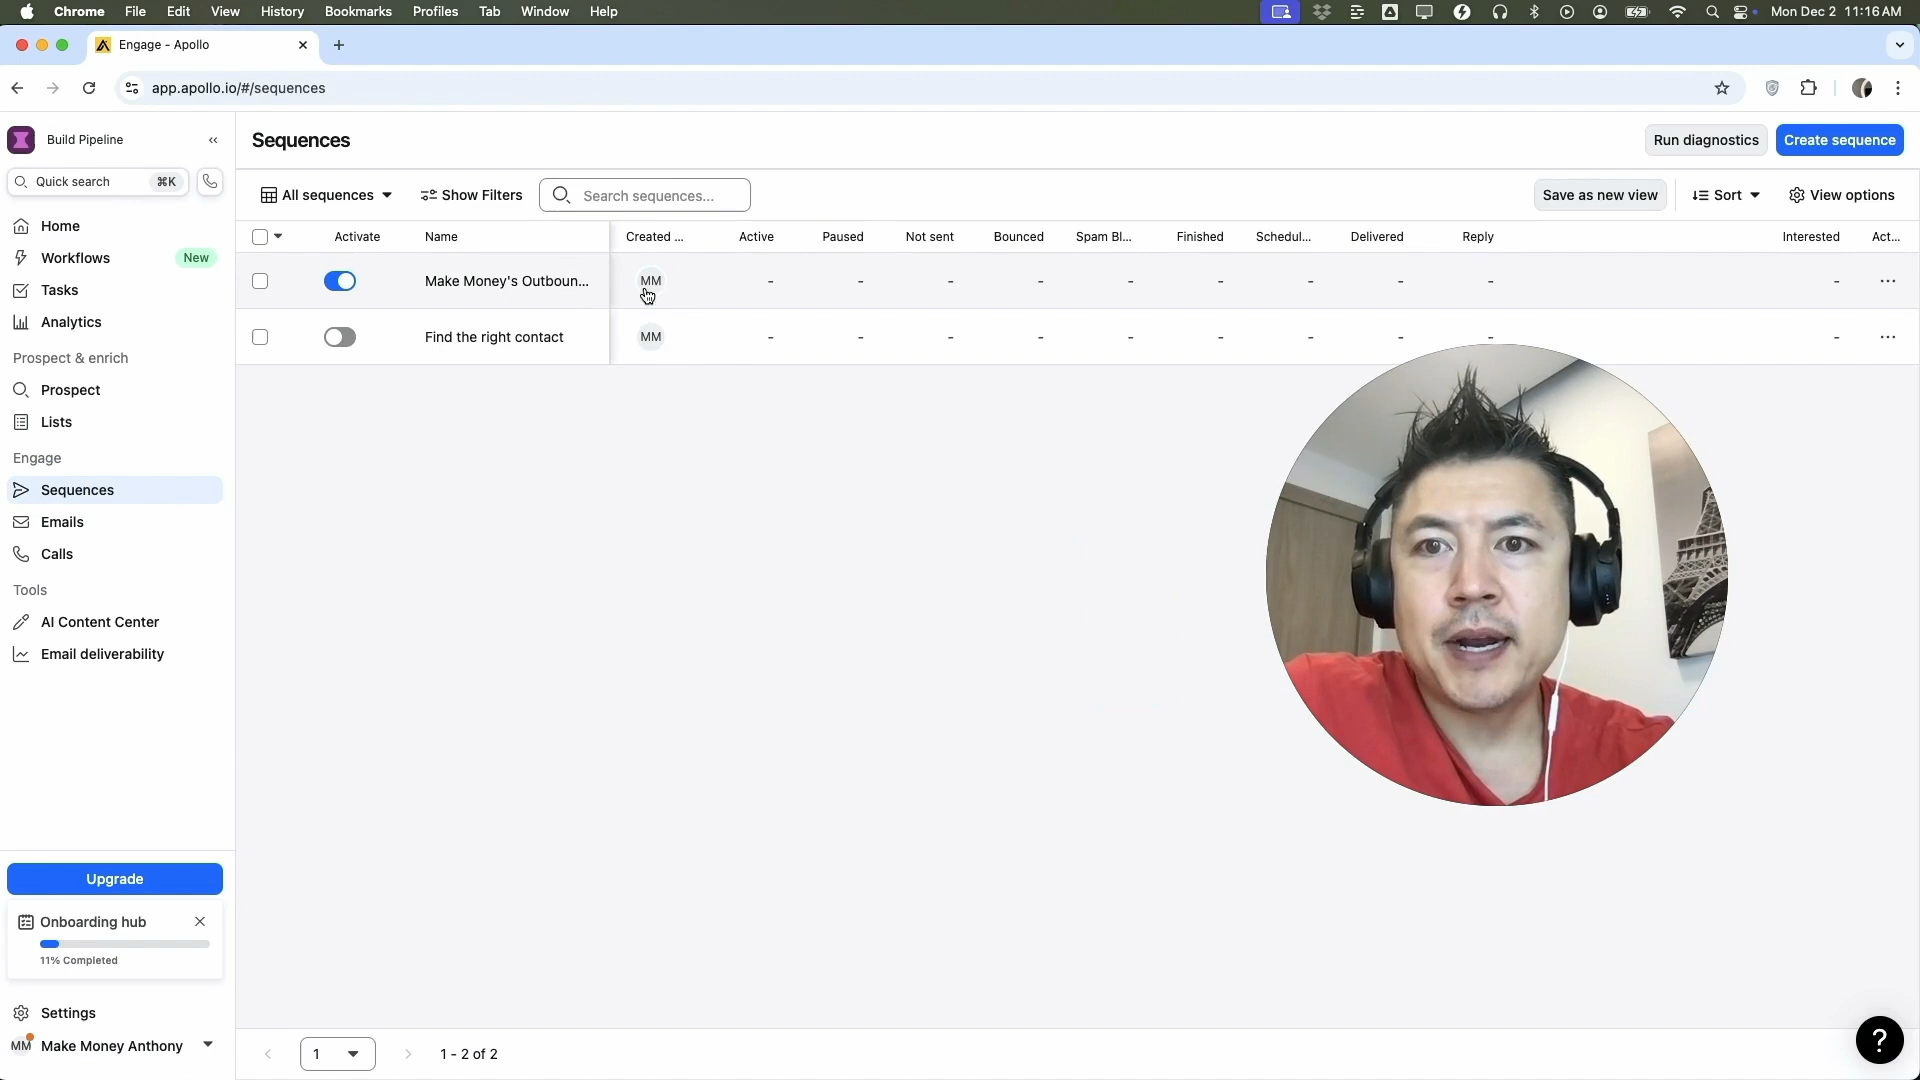 Chrome File Edit View History Bookmarks Profiles Tab Window Help Mon Dec 2 11:16 AM
Engage - Apollo
app.apollo.io/#/sequences
Build Pipeline
Sequences
Run diagnostics
Create sequence
Quick search ⌘K
All sequences
Show Filters
Search sequences...
Save as new view
Sort
View options
Activate Name Created ... Active Paused Not sent Bounced Spam Bl... Finished Schedul... Delivered Reply Interested Act...
Make Money's Outboun... MM - - - - - - - - - - ...
Find the right contact MM - - - - - - - - - - ...
Home
Workflows New
Tasks
Analytics
Prospect & enrich
Prospect
Lists
Engage
Sequences
Emails
Calls
Tools
AI Content Center
Email deliverability
Upgrade
Onboarding hub
11% Completed
Settings
MM Make Money Anthony
1
1 - 2 of 2
?